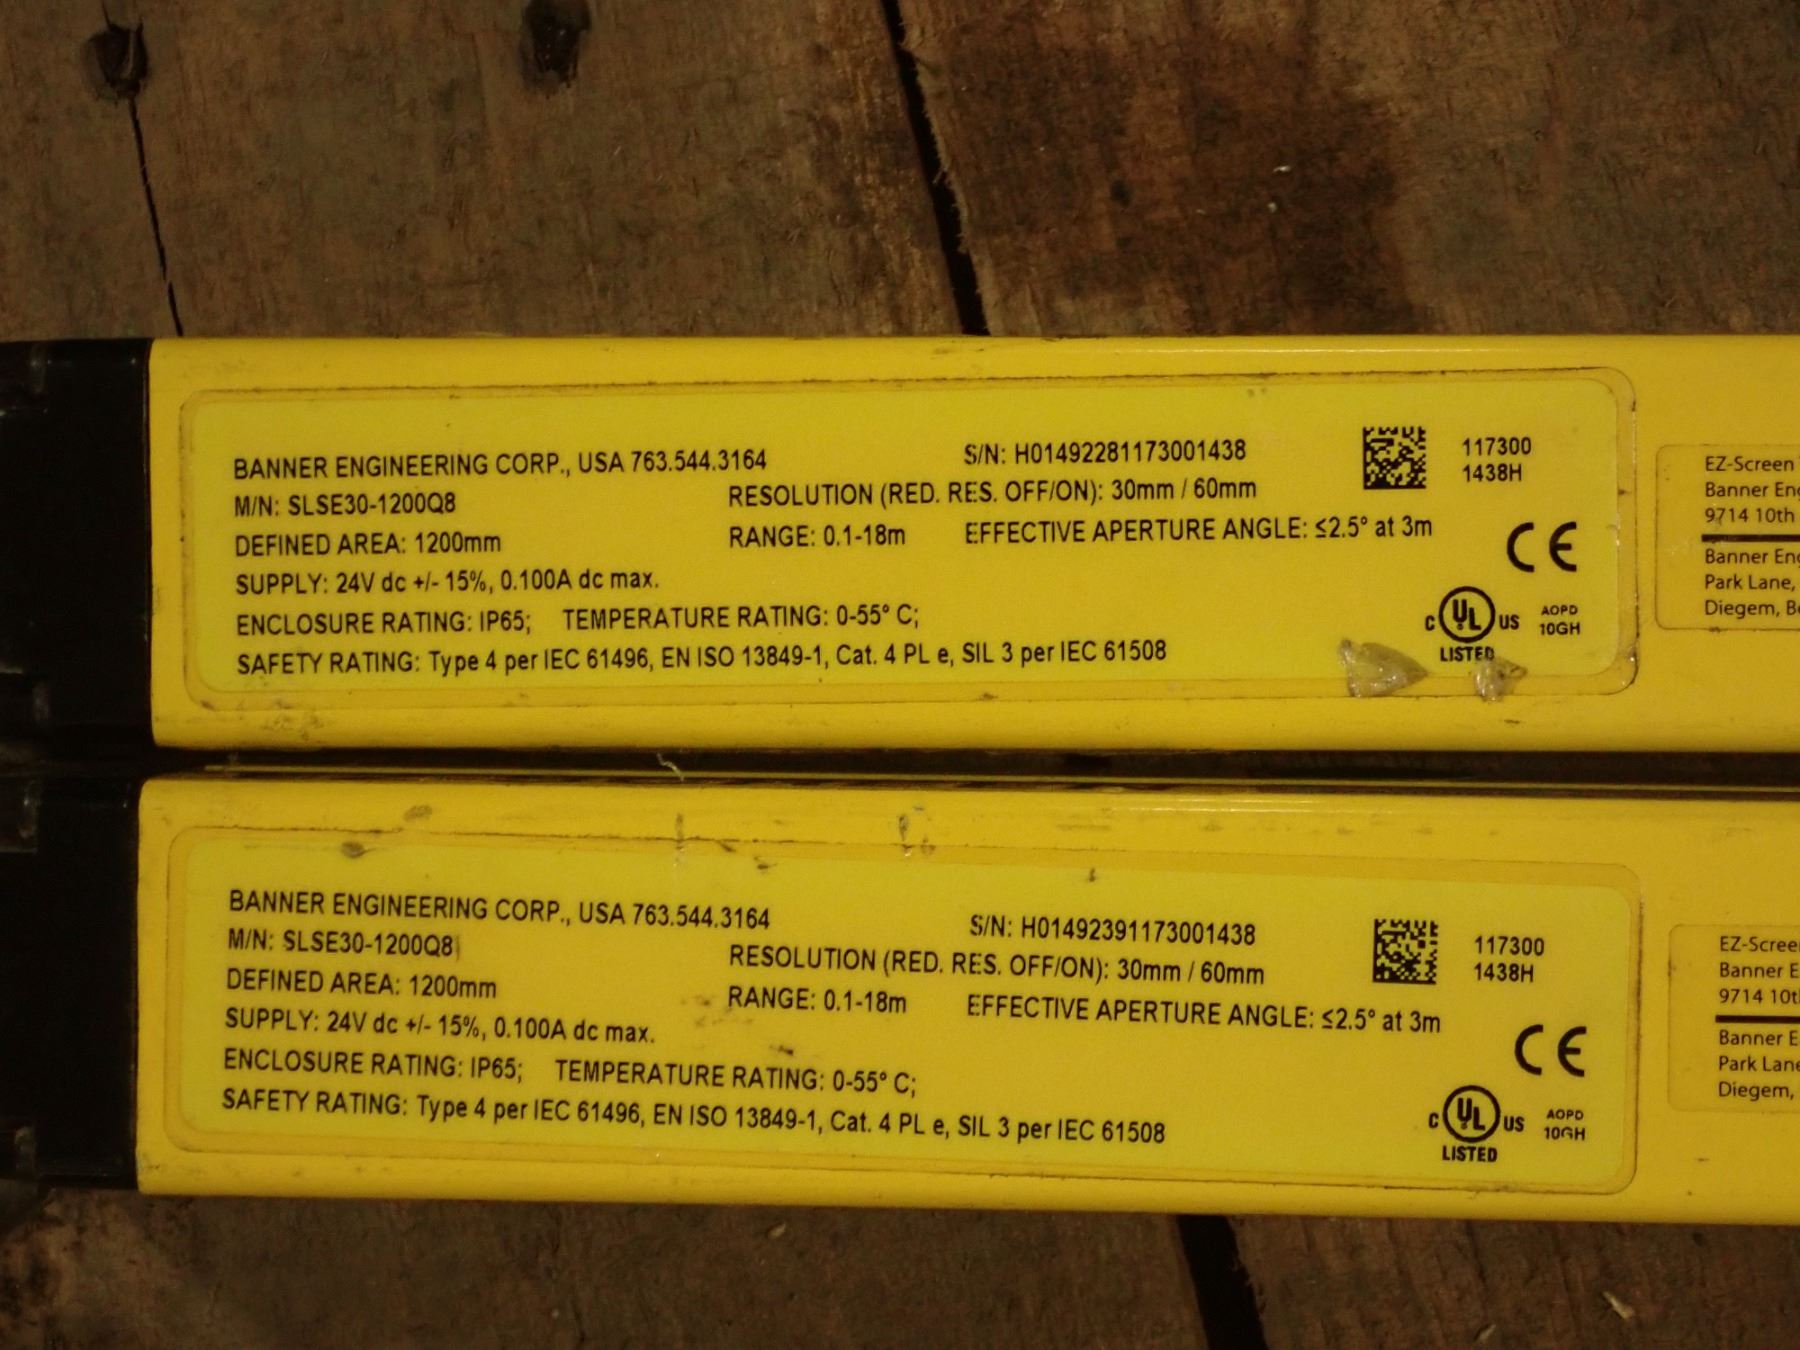 BANNER ENGINEERING CORP., USA 763.544.3164
S/N: H01492281173001438
117300
1438H
M/N: SLSE30-1200Q8
RESOLUTION (RED. RES. OFF/ON): 30mm / 60mm
DEFINED AREA: 1200mm
RANGE: 0.1-18m
EFFECTIVE APERTURE ANGLE: ≤2.5° at 3m
SUPPLY: 24V dc +/- 15%, 0.100A dc max.
ENCLOSURE RATING: IP65; TEMPERATURE RATING: 0-55° C;
SAFETY RATING: Type 4 per IEC 61496, EN ISO 13849-1, Cat. 4 PL e, SIL 3 per IEC 61508
CE
C UL US
LISTED
AOPD
10GH
EZ-Screen
Banner Eng
9714 10th
Banner Eng
Park Lane,
Diegem,
BANNER ENGINEERING CORP., USA 763.544.3164
S/N: H01492391173001438
117300
1438H
M/N: SLSE30-1200Q8
RESOLUTION (RED. RES. OFF/ON): 30mm / 60mm
DEFINED AREA: 1200mm
RANGE: 0.1-18m
EFFECTIVE APERTURE ANGLE: ≤2.5° at 3m
SUPPLY: 24V dc +/- 15%, 0.100A dc max.
ENCLOSURE RATING: IP65; TEMPERATURE RATING: 0-55° C;
SAFETY RATING: Type 4 per IEC 61496, EN ISO 13849-1, Cat. 4 PL e, SIL 3 per IEC 61508
CE
C UL US
LISTED
AOPD
10GH
EZ-Scree
Banner E
9714 10t
Banner E
Park Lane
Diegem,